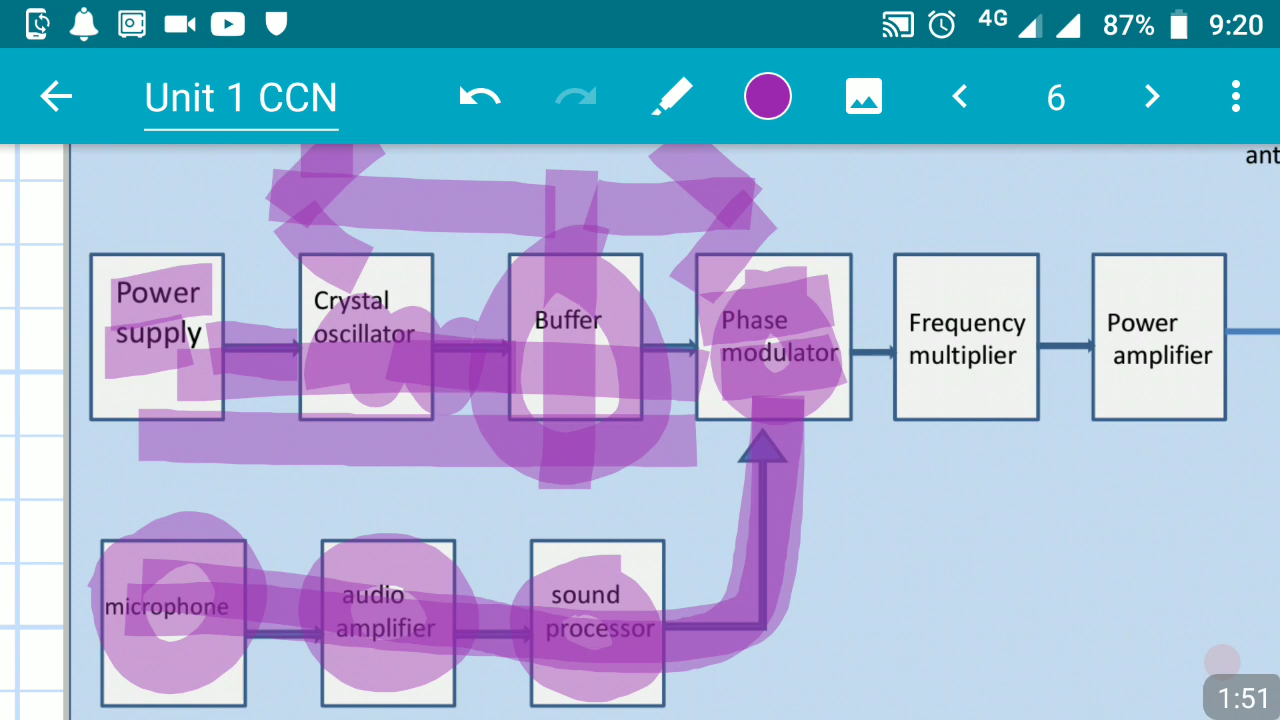 4G 87% 9:20
Unit 1 CCN 6
ant
Power
supply
Crystal
oscillator
Buffer
Phase
modulator
Frequency
multiplier
Power
amplifier
microphone
audio
amplifier
sound
processor
1:51